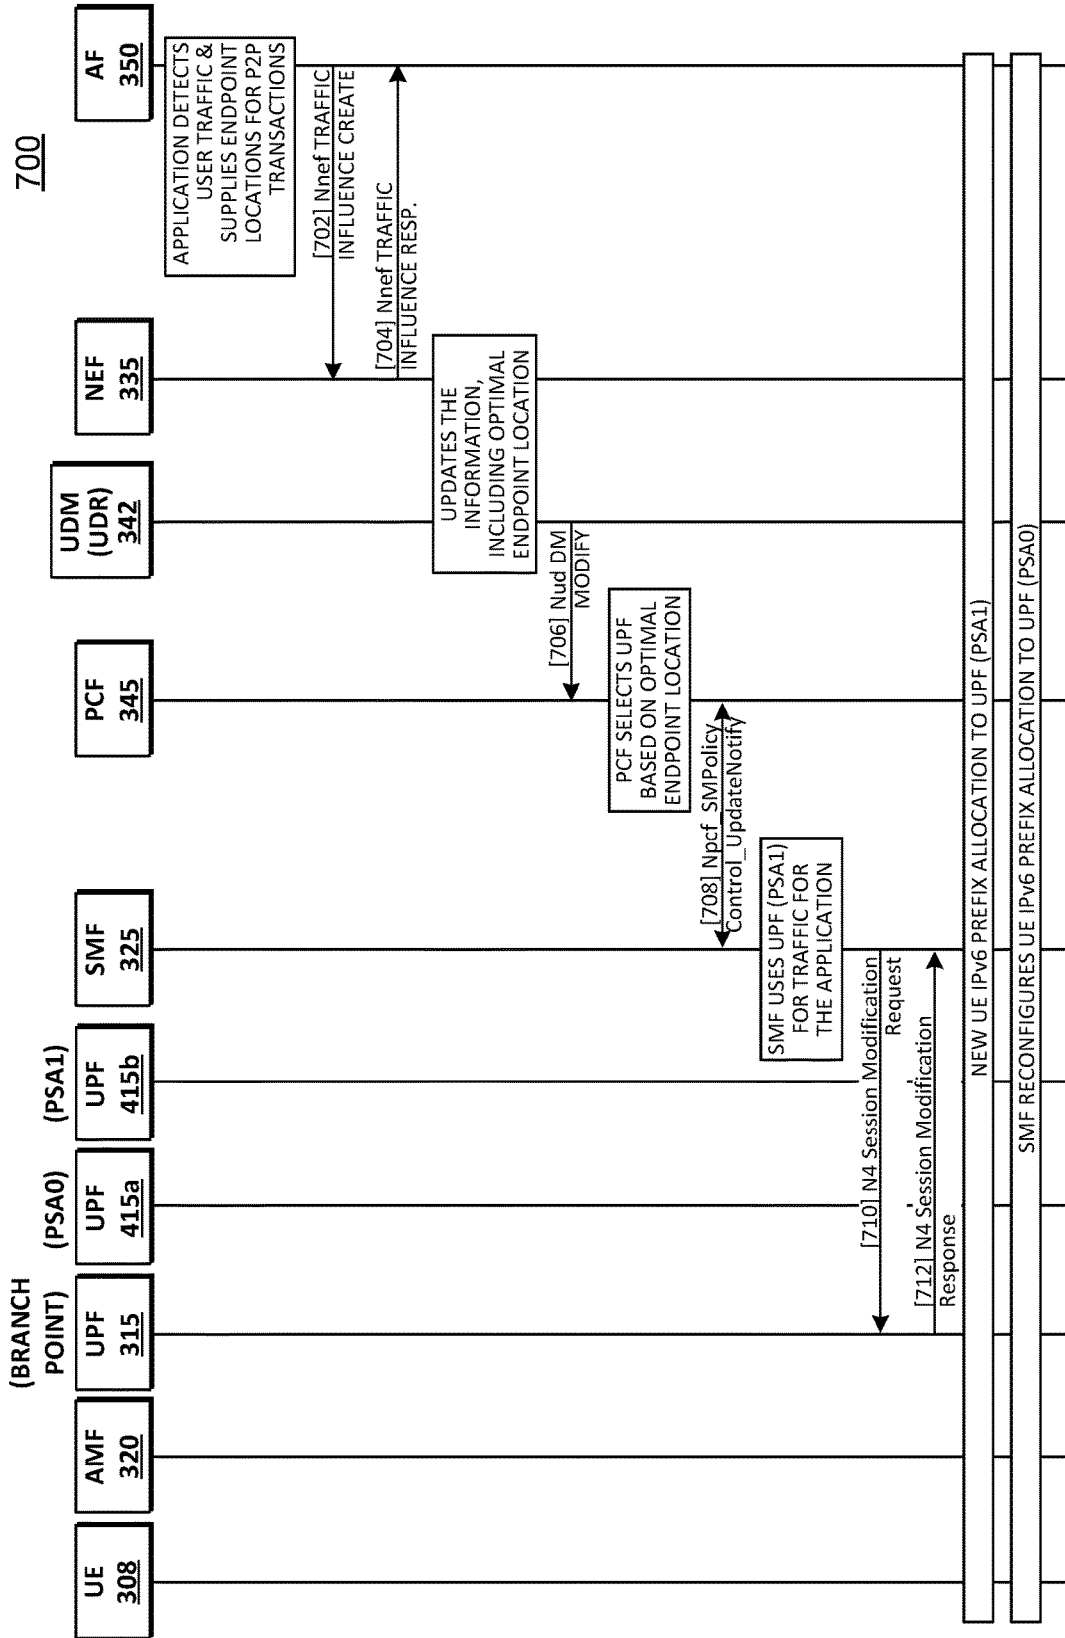 700
UE
308
AMF
320
(BRANCH
POINT)
UPF
315
(PSA0)
UPF
415a
(PSA1)
UPF
415b
SMF
325
PCF
345
UDM
(UDR)
342
NEF
335
AF
350
APPLICATION DETECTS
USER TRAFFIC &
SUPPLIES ENDPOINT
LOCATIONS FOR P2P
TRANSACTIONS
[702] Nnef TRAFFIC
INFLUENCE CREATE
[704] Nnef TRAFFIC
INFLUENCE RESP.
UPDATES THE
INFORMATION,
INCLUDING OPTIMAL
ENDPOINT LOCATION
[706] Nud DM
MODIFY
PCF SELECTS UPF
BASED ON OPTIMAL
ENDPOINT LOCATION
[708] Npcf_SMPolicy
Control_UpdateNotify
SMF USES UPF (PSA1)
FOR TRAFFIC FOR
THE APPLICATION
[710] N4 Session Modification
Request
[712] N4 Session Modification
Response
NEW UE IPv6 PREFIX ALLOCATION TO UPF (PSA1)
SMF RECONFIGURES UE IPv6 PREFIX ALLOCATION TO UPF (PSA0)